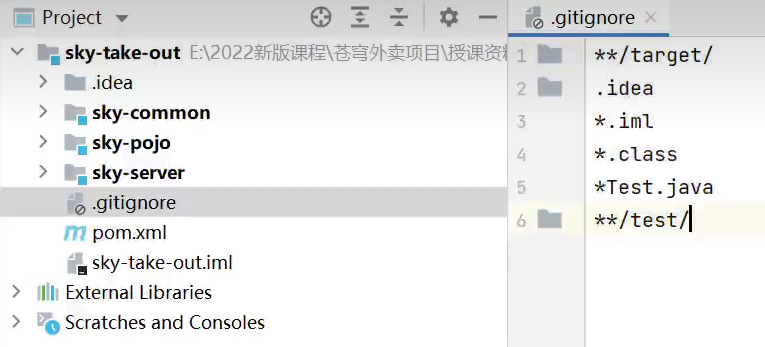 Project
sky-take-out E:\2022新版课程\苍穹外卖项目\授课资料
.idea
sky-common
sky-pojo
sky-server
.gitignore
pom.xml
sky-take-out.iml
External Libraries
Scratches and Consoles
.gitignore
1 **/target/
2 .idea
3 *.iml
4 *.class
5 *Test.java
6 **/test/